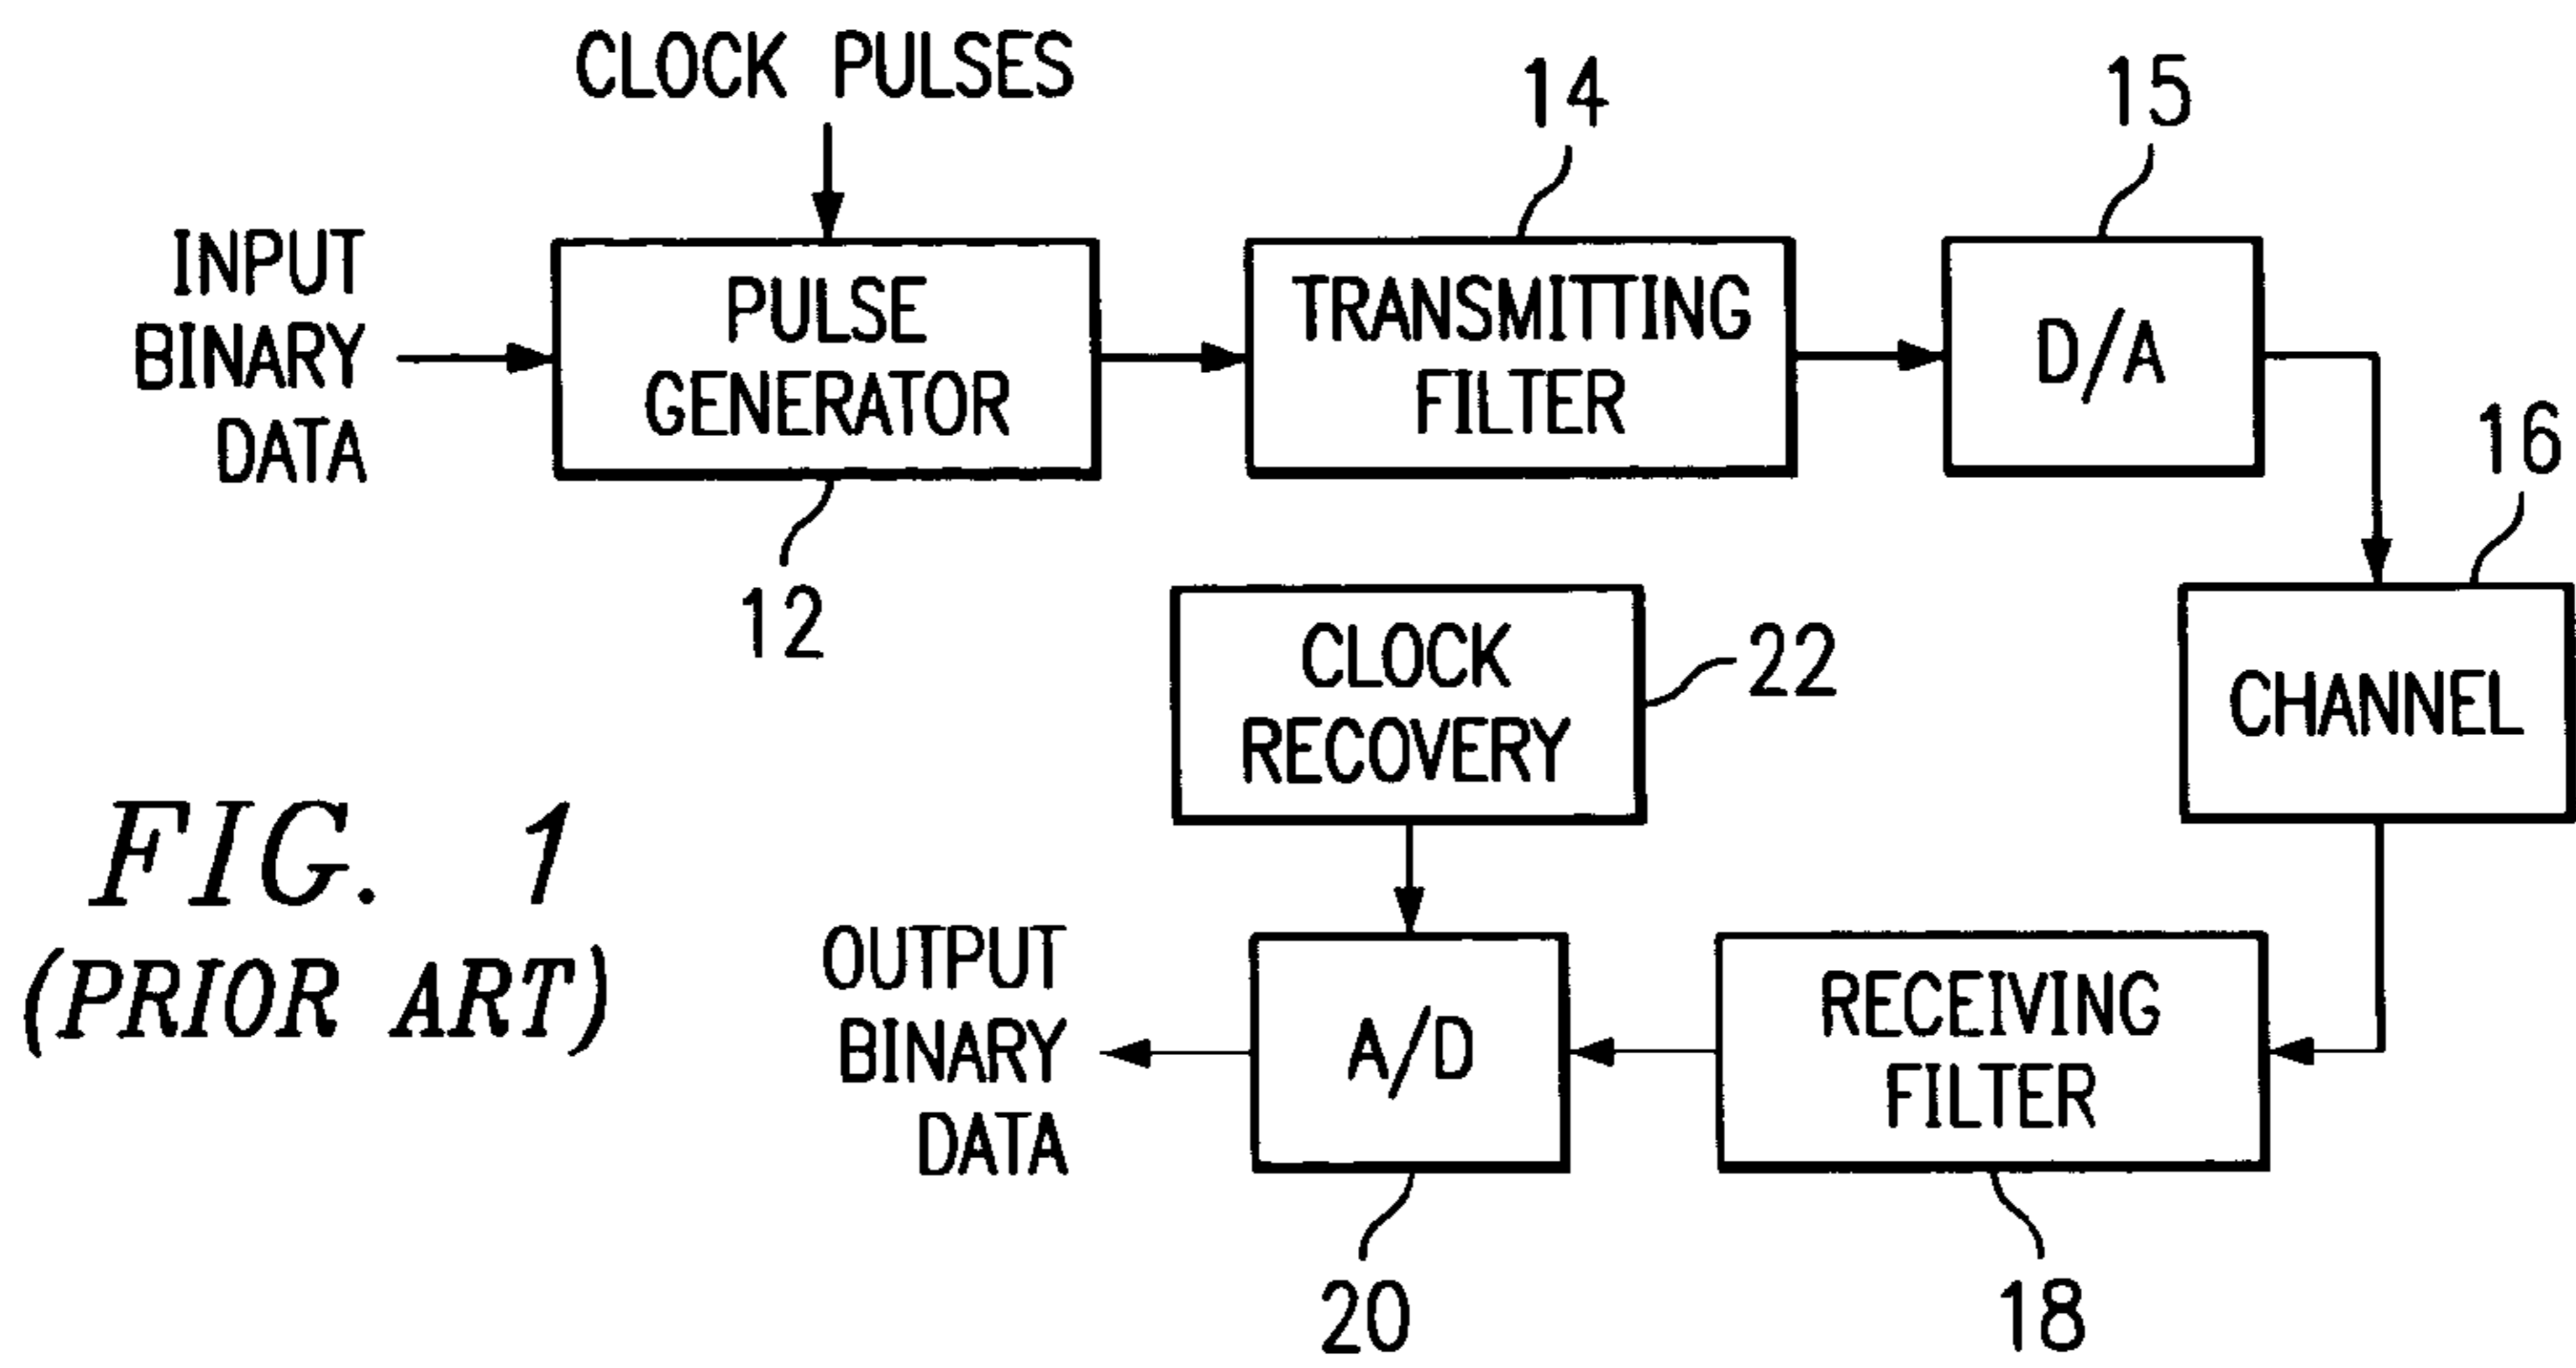 CLOCK PULSES
14
15
INPUT
BINARY
DATA
PULSE
GENERATOR
TRANSMITTING
FILTER
D/A
16
12
CLOCK
RECOVERY
22
CHANNEL
FIG. 1
(PRIOR ART)
OUTPUT
BINARY
DATA
A/D
RECEIVING
FILTER
20
18